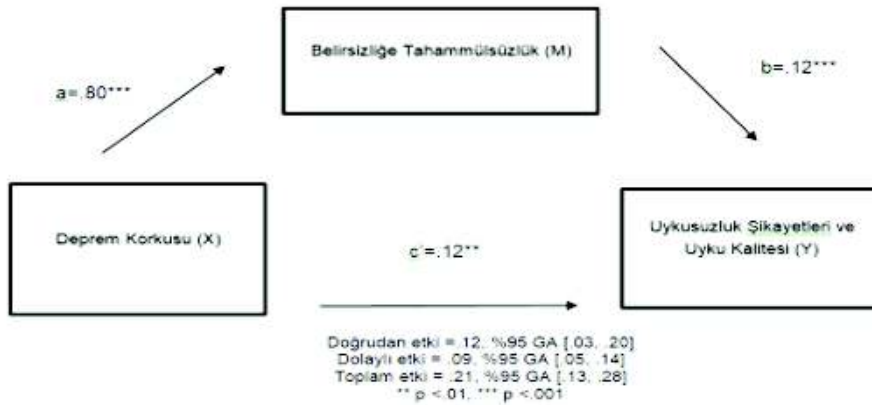 Belirsizliğe Tahammülsüzlük (M)
a=.80***
b=.12***
Deprem Korkusu (X)
Uykusuzluk Şikayetleri ve
Uyku Kalitesi (Y)
c'=.12**
Doğrudan etki = 12, %95 GA [.03, .20]
Dolaylı etki = .09, %95 GA [.05, .14]
Toplam etki = .21, %95 GA [.13, .28]
** p <.01, *** p <.001